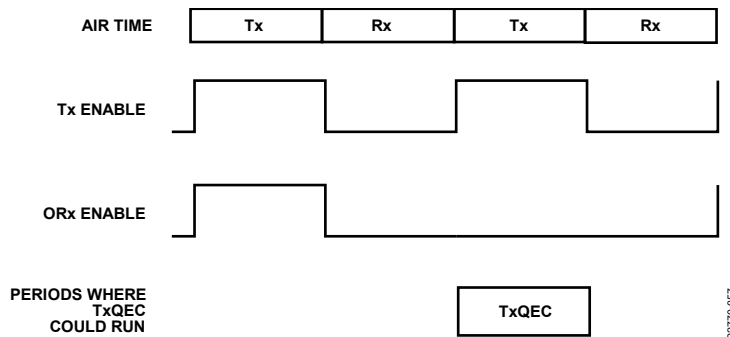 AIR TIME Tx Rx Tx Rx
Tx ENABLE
ORx ENABLE
PERIODS WHERE
TxQEC
COULD RUN
TxQEC